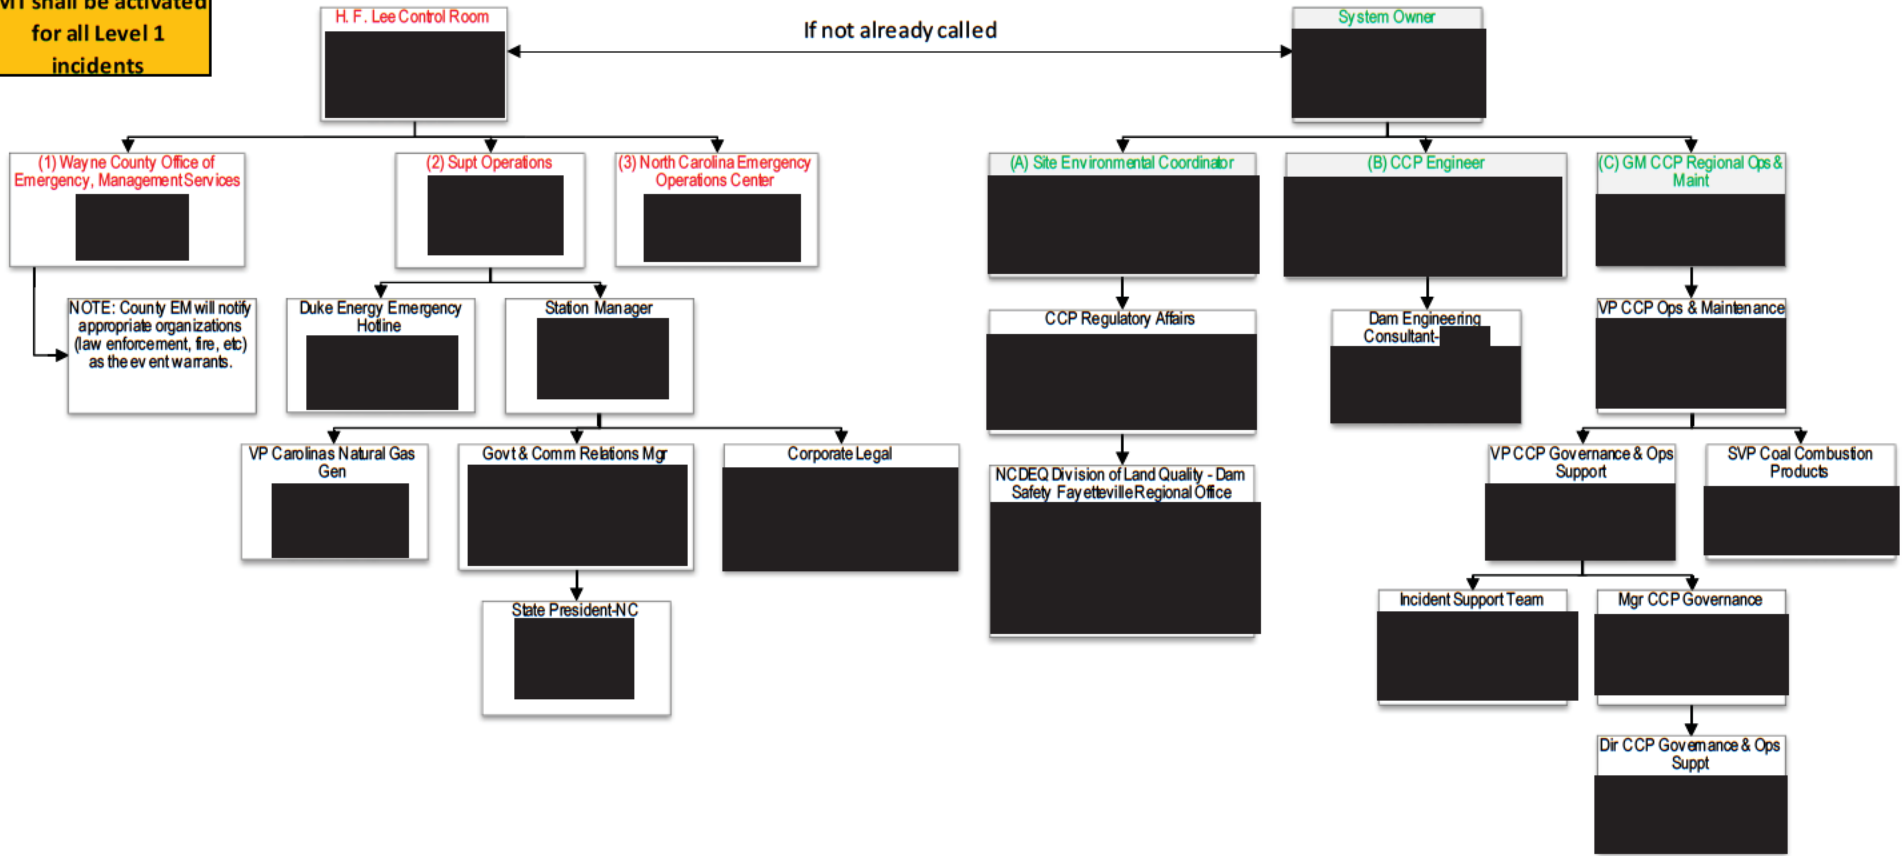 shall be activated
for all Level 1
incidents
H. F. Lee Control Room
If not already called
System Owner
(1) Wayne County Office of
Emergency, Management Services
(2) Supt Operations
(3) North Carolina Emergency
Operations Center
(A) Site Environmental Coordinator
(B) CCP Engineer
(C) GM CCP Regional Ops &
Maint
NOTE: County EM will notify
appropriate organizations
(law enforcement, fire, etc)
as the event warrants.
Duke Energy Emergency
Hotline
Station Manager
CCP Regulatory Affairs
Dam Engineering
Consultant-
VP CCP Ops & Maintenance
VP Carolinas Natural Gas
Gen
Govt & Comm Relations Mgr
Corporate Legal
NCDEQ Division of Land Quality - Dam
Safety Fayetteville Regional Office
VP CCP Governance & Ops
Support
SVP Coal Combustion
Products
State President-NC
Incident Support Team
Mgr CCP Governance
Dir CCP Governance & Ops
Suppt